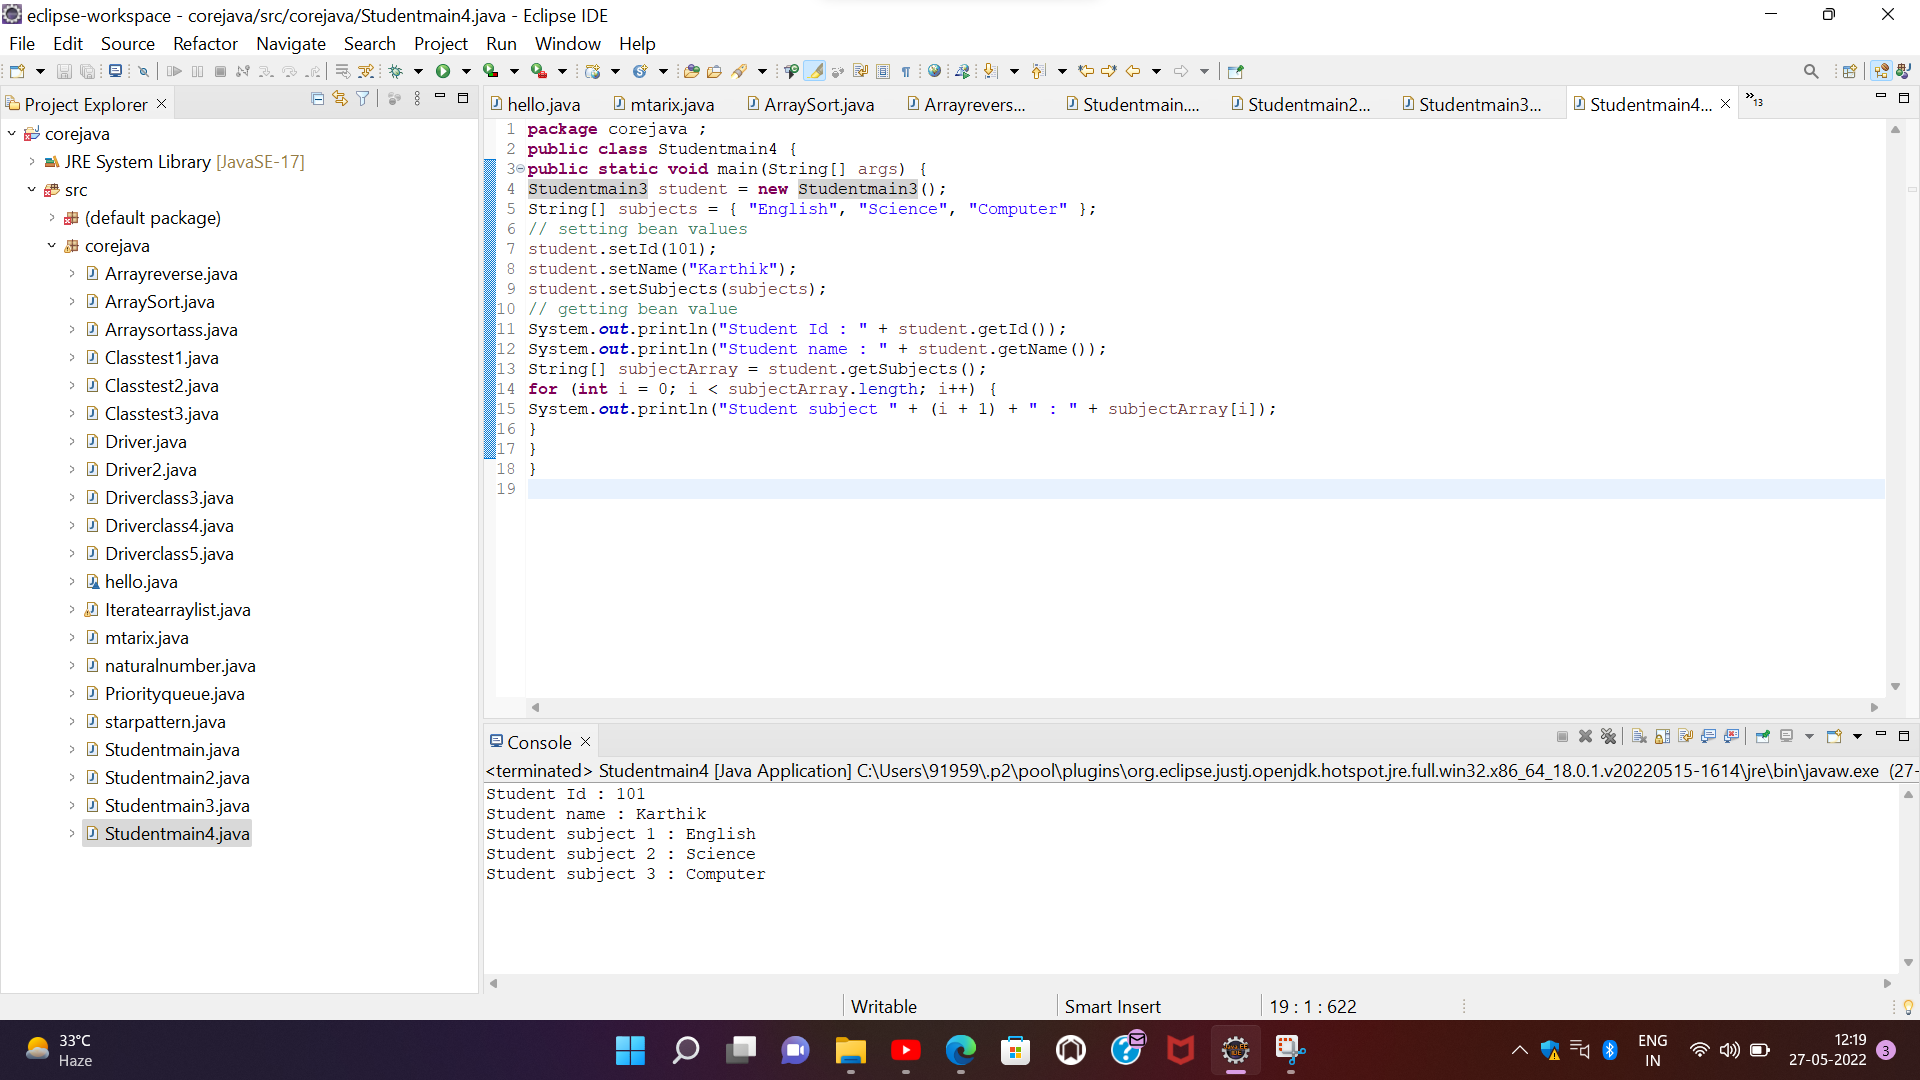 eclipse-workspace - corejava/src/corejava/Studentmain4.java - Eclipse IDE
File Edit Source Refactor Navigate Search Project Run Window Help
Project Explorer
corejava
JRE System Library [JavaSE-17]
src
(default package)
corejava
Arrayreverse.java
ArraySort.java
Arraysortass.java
Classtest1.java
Classtest2.java
Classtest3.java
Driver.java
Driver2.java
Driverclass3.java
Driverclass4.java
Driverclass5.java
hello.java
Iteratearraylist.java
mtarix.java
naturalnumber.java
Priorityqueue.java
starpattern.java
Studentmain.java
Studentmain2.java
Studentmain3.java
Studentmain4.java
hello.java mtarix.java ArraySort.java Arrayrevers... Studentmain.... Studentmain2... Studentmain3... Studentmain4... »13
1 package corejava ;
2 public class Studentmain4 {
3 public static void main(String[] args) {
4 Studentmain3 student = new Studentmain3();
5 String[] subjects = { "English", "Science", "Computer" };
6 // setting bean values
7 student.setId(101);
8 student.setName("Karthik");
9 student.setSubjects(subjects);
10 // getting bean value
11 System.out.println("Student Id : " + student.getId());
12 System.out.println("Student name : " + student.getName());
13 String[] subjectArray = student.getSubjects();
14 for (int i = 0; i < subjectArray.length; i++) {
15 System.out.println("Student subject " + (i + 1) + " : " + subjectArray[i]);
16 }
17 }
18 }
19
Console
<terminated> Studentmain4 [Java Application] C:\Users\91959\.p2\pool\plugins\org.eclipse.justj.openjdk.hotspot.jre.full.win32.x86_64_18.0.1.v20220515-1614\jre\bin\javaw.exe (27-
Student Id : 101
Student name : Karthik
Student subject 1 : English
Student subject 2 : Science
Student subject 3 : Computer
Writable Smart Insert 19 : 1 : 622
33°C
Haze
ENG
IN
12:19
27-05-2022
3